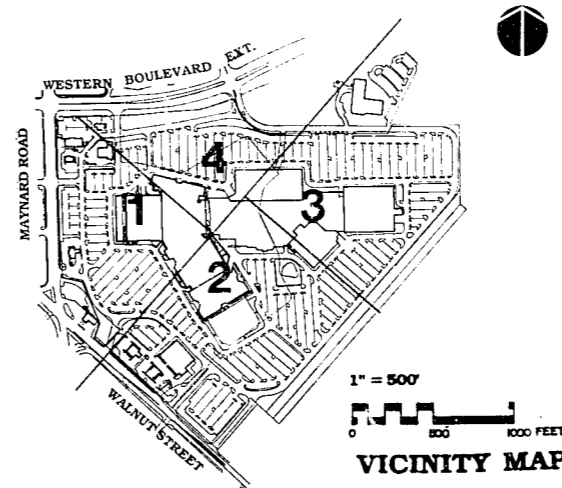 WESTERN BOULEVARD EXT.
MAYNARD ROAD
4
1
3
2
WALNUT STREET
1" = 500'
0 500 1000 FEET
VICINITY MAP